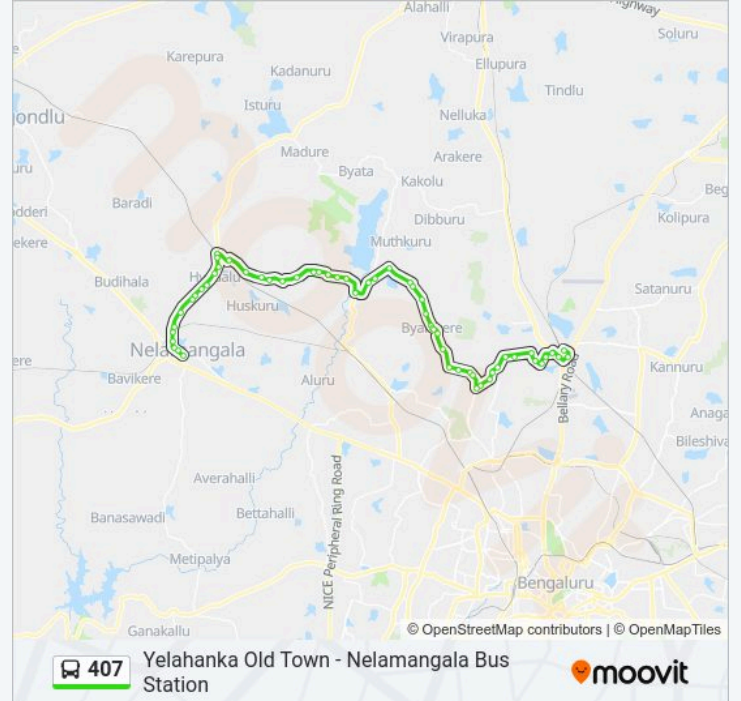 Alahalli
Highway
Virapura
Soluru
Karepura
Ellupura
Kadanuru
Tindlu
Isturu
Nelluka
Madure
Arakere
Byata
Kakolu
Baradi
Dibburu
Kolipura
Muthkuru
Budihala
Satanuru
Huskuru
Nelamangala
Kannuru
Bavikere
Aluru
Bellary Road
Averahalli
Banasawadi
Bettahalli
NICE Peripheral Ring Road
Metipalya
Bengaluru
Ganakallu
© OpenStreetMap contributors | © OpenMapTiles
407
Yelahanka Old Town - Nelamangala Bus
Station
moovit